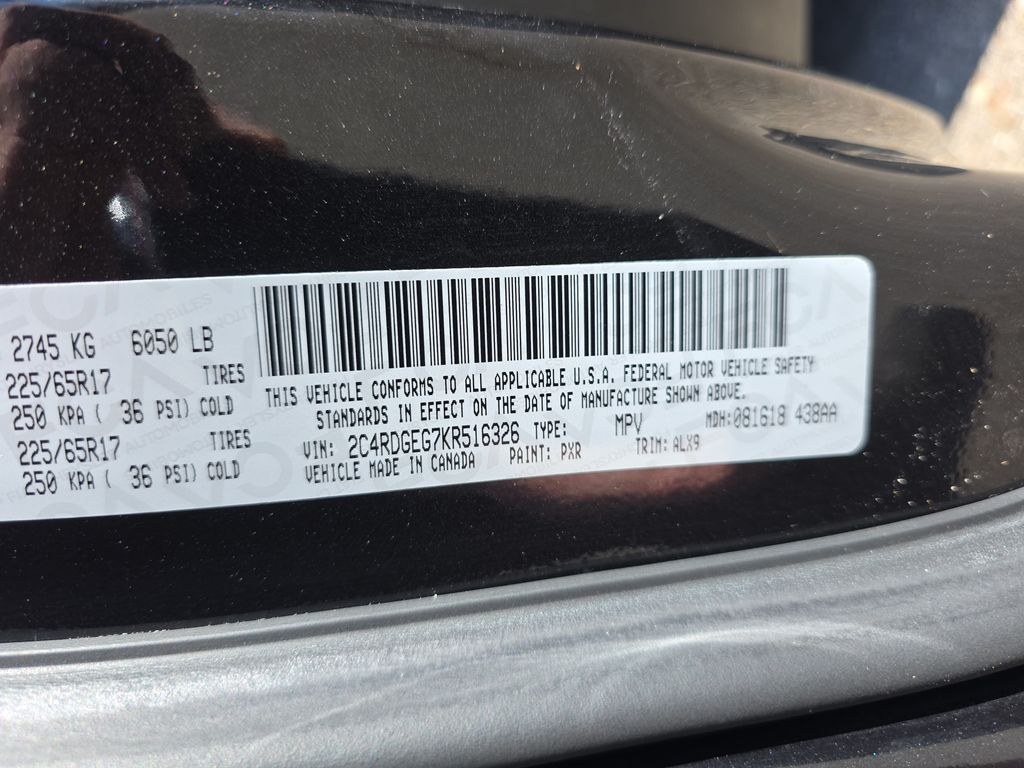 2745 KG 6050 LB
225/65R17 TIRES
250 KPA ( 36 PSI) COLD
225/65R17 TIRES
250 KPA ( 36 PSI) COLD
THIS VEHICLE CONFORMS TO ALL APPLICABLE U.S.A. FEDERAL MOTOR VEHICLE SAFETY
STANDARDS IN EFFECT ON THE DATE OF MANUFACTURE SHOWN ABOVE.
VIN: 2C4RDGEG7KR516326 TYPE: MPV MDH:081618 438AA
VEHICLE MADE IN CANADA PAINT: PXR TRIM: ALX9